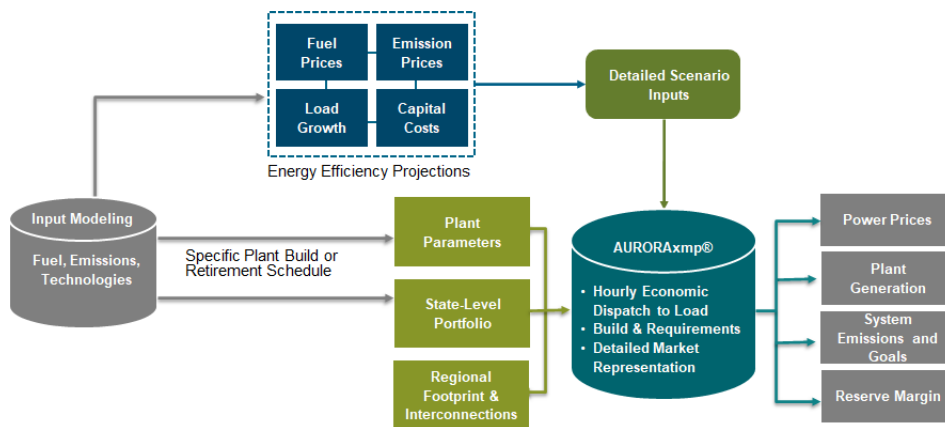 Fuel
Prices
Emission
Prices
Load
Growth
Capital
Costs
Energy Efficiency Projections
Detailed Scenario
Inputs
Input Modeling
Fuel, Emissions,
Technologies
Specific Plant Build or
Retirement Schedule
Plant
Parameters
State-Level
Portfolio
Regional
Footprint &
Interconnections
AURORAxmp®
• Hourly Economic
Dispatch to Load
• Build & Requirements
• Detailed Market
Representation
Power Prices
Plant
Generation
System
Emissions and
Goals
Reserve Margin